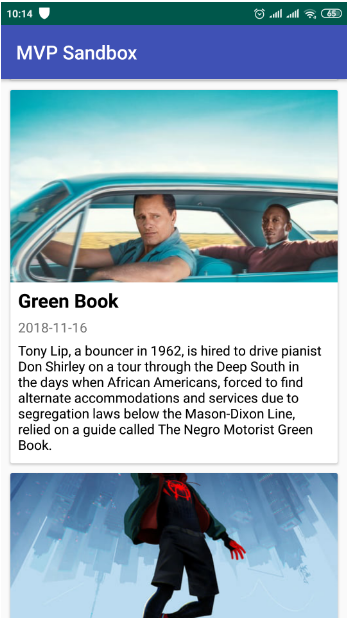 10:14
65
MVP Sandbox
Green Book
2018-11-16
Tony Lip, a bouncer in 1962, is hired to drive pianist
Don Shirley on a tour through the Deep South in
the days when African Americans, forced to find
alternate accommodations and services due to
segregation laws below the Mason-Dixon Line,
relied on a guide called The Negro Motorist Green
Book.